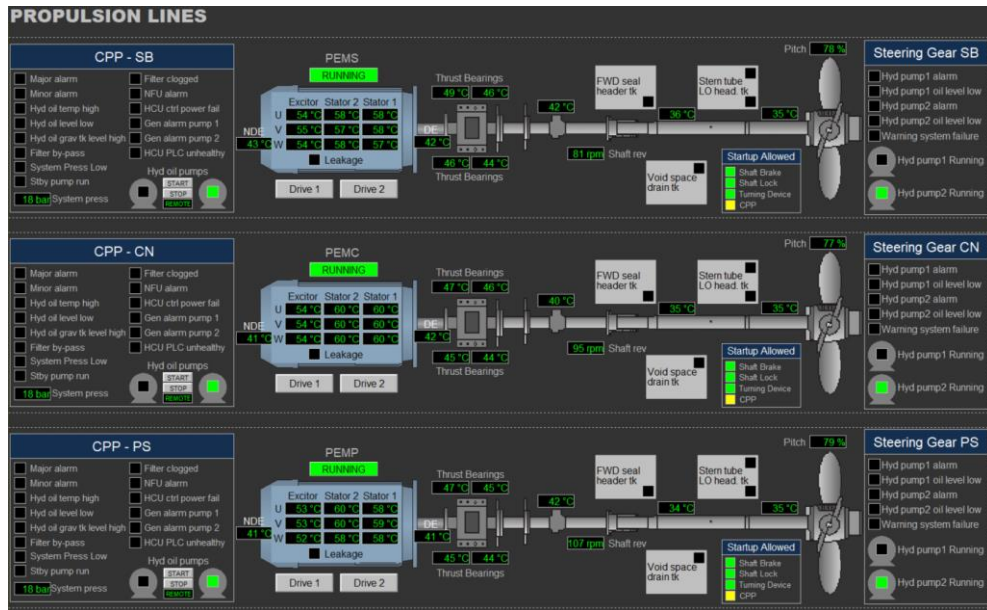 PROPULSION LINES
CPP - SB
Major alarm
Minor alarm
Hyd oil temp high
Hyd oil level low
Hyd oil grav tk level high
Filter by-pass
System Press Low
Stby pump run
18 bar System press
Filter clogged
NFU alarm
HCU ctrl power fail
Gen alarm pump 1
Gen alarm pump 2
HCU PLC unhealthy
Hyd oil pumps
START
STOP
REMOTE
PEMS
RUNNING
Excitor Stator 2 Stator 1
U 54 °C 58 °C 58 °C
V 55 °C 57 °C 58 °C
W 54 °C 58 °C 57 °C
Leakage
NDE
43 °C
DE
42 °C
Drive 1 Drive 2
Thrust Bearings
49 °C 46 °C
46 °C 44 °C
Thrust Bearings
42 °C
81 rpm Shaft rev
FWD seal
header tk
Stern tube
LO head. tk
36 °C
35 °C
Void space
drain tk
Startup Allowed
Shaft Brake
Shaft Lock
Turning Device
CPP
Pitch 78 %
Steering Gear SB
Hyd pump1 alarm
Hyd pump1 oil level low
Hyd pump2 alarm
Hyd pump2 oil level low
Warning system failure
Hyd pump1 Running
Hyd pump2 Running
CPP - CN
Major alarm
Minor alarm
Hyd oil temp high
Hyd oil level low
Hyd oil grav tk level high
Filter by-pass
System Press Low
Stby pump run
18 bar System press
Filter clogged
NFU alarm
HCU ctrl power fail
Gen alarm pump 1
Gen alarm pump 2
HCU PLC unhealthy
Hyd oil pumps
START
STOP
REMOTE
PEMC
RUNNING
Excitor Stator 2 Stator 1
U 54 °C 60 °C 60 °C
V 54 °C 60 °C 60 °C
W 54 °C 60 °C 60 °C
Leakage
NDE
41 °C
DE
42 °C
Drive 1 Drive 2
Thrust Bearings
47 °C 46 °C
45 °C 44 °C
Thrust Bearings
40 °C
95 rpm Shaft rev
FWD seal
header tk
Stern tube
LO head. tk
35 °C
35 °C
Void space
drain tk
Startup Allowed
Shaft Brake
Shaft Lock
Turning Device
CPP
Pitch 77 %
Steering Gear CN
Hyd pump1 alarm
Hyd pump1 oil level low
Hyd pump2 alarm
Hyd pump2 oil level low
Warning system failure
Hyd pump1 Running
Hyd pump2 Running
CPP - PS
Major alarm
Minor alarm
Hyd oil temp high
Hyd oil level low
Hyd oil grav tk level high
Filter by-pass
System Press Low
Stby pump run
18 bar System press
Filter clogged
NFU alarm
HCU ctrl power fail
Gen alarm pump 1
Gen alarm pump 2
HCU PLC unhealthy
Hyd oil pumps
START
STOP
REMOTE
PEMP
RUNNING
Excitor Stator 2 Stator 1
U 53 °C 60 °C 58 °C
V 53 °C 60 °C 59 °C
W 52 °C 58 °C 58 °C
Leakage
NDE
41 °C
DE
41 °C
Drive 1 Drive 2
Thrust Bearings
47 °C 45 °C
45 °C 44 °C
Thrust Bearings
42 °C
107 rpm Shaft rev
FWD seal
header tk
Stern tube
LO head. tk
34 °C
35 °C
Void space
drain tk
Startup Allowed
Shaft Brake
Shaft Lock
Turning Device
CPP
Pitch 79 %
Steering Gear PS
Hyd pump1 alarm
Hyd pump1 oil level low
Hyd pump2 alarm
Hyd pump2 oil level low
Warning system failure
Hyd pump1 Running
Hyd pump2 Running